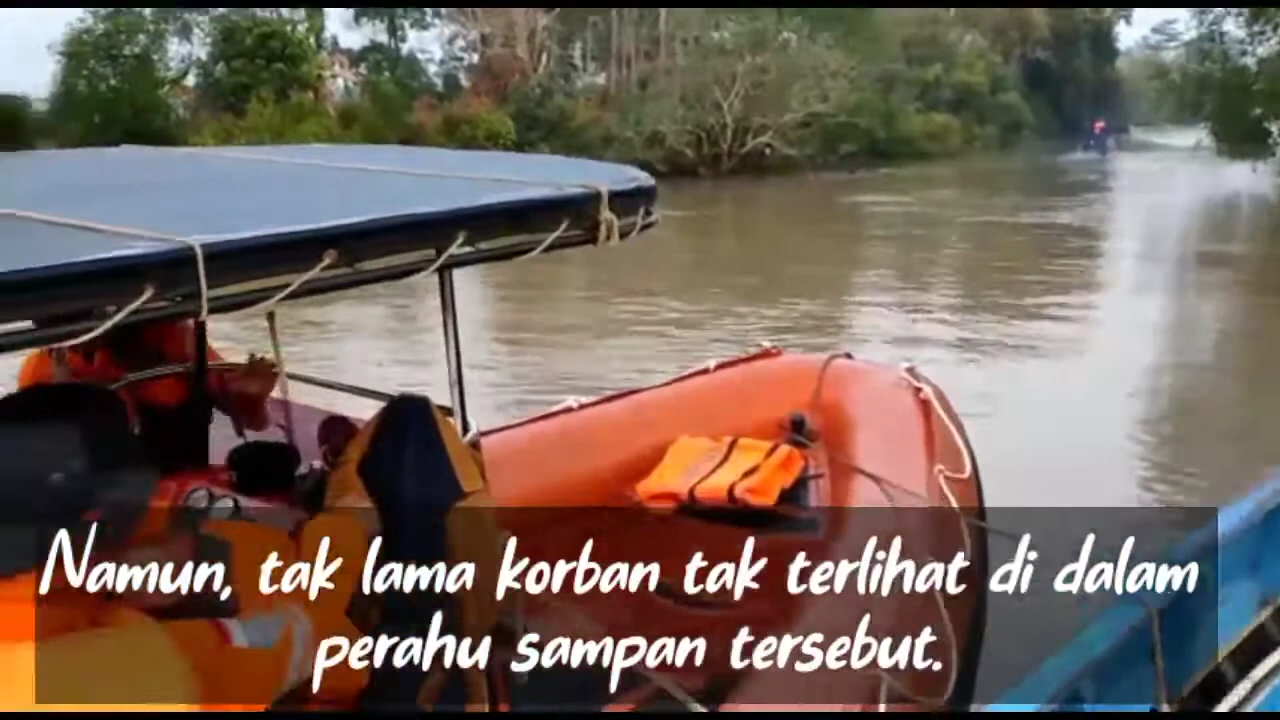 Namun, tak lama korban tak terlihat di dalam
perahu sampan tersebut.